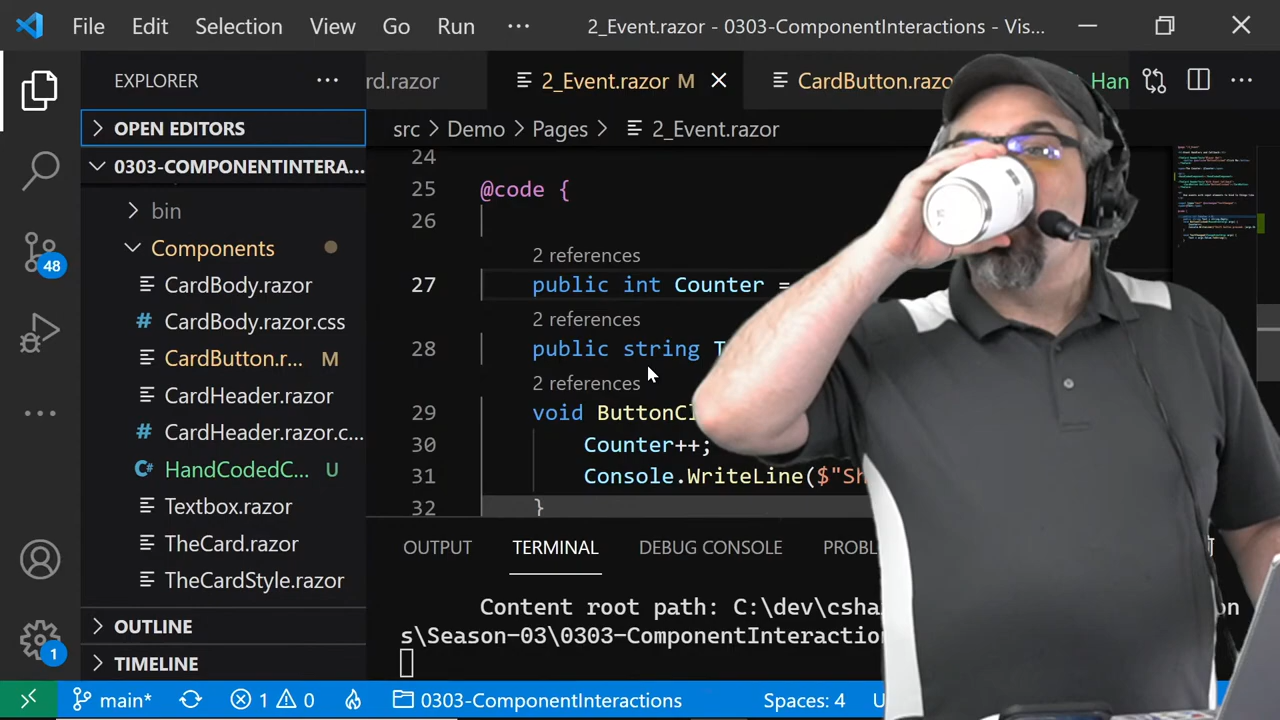 File Edit Selection View Go Run ··· 2_Event.razor - 0303-ComponentInteractions - Vis...
EXPLORER ···
OPEN EDITORS
0303-COMPONENTINTERA...
bin
Components
CardBody.razor
# CardBody.razor.css
CardButton.r... M
CardHeader.razor
# CardHeader.razor.c...
C# HandCodedC... U
Textbox.razor
TheCard.razor
TheCardStyle.razor
OUTLINE
TIMELINE
48
1
rd.razor 2_Event.razor M CardButton.razo Han
src > Demo > Pages > 2_Event.razor
24
25 @code {
26
2 references
27 public int Counter =
2 references
28 public string T
2 references
29 void ButtonCl
30 Counter++;
31 Console.WriteLine($"Sh
32 }
OUTPUT TERMINAL DEBUG CONSOLE PROBL
Content root path: C:\dev\csha on
s\Season-03\0303-ComponentInteraction
main* 1 0 0303-ComponentInteractions Spaces: 4 U